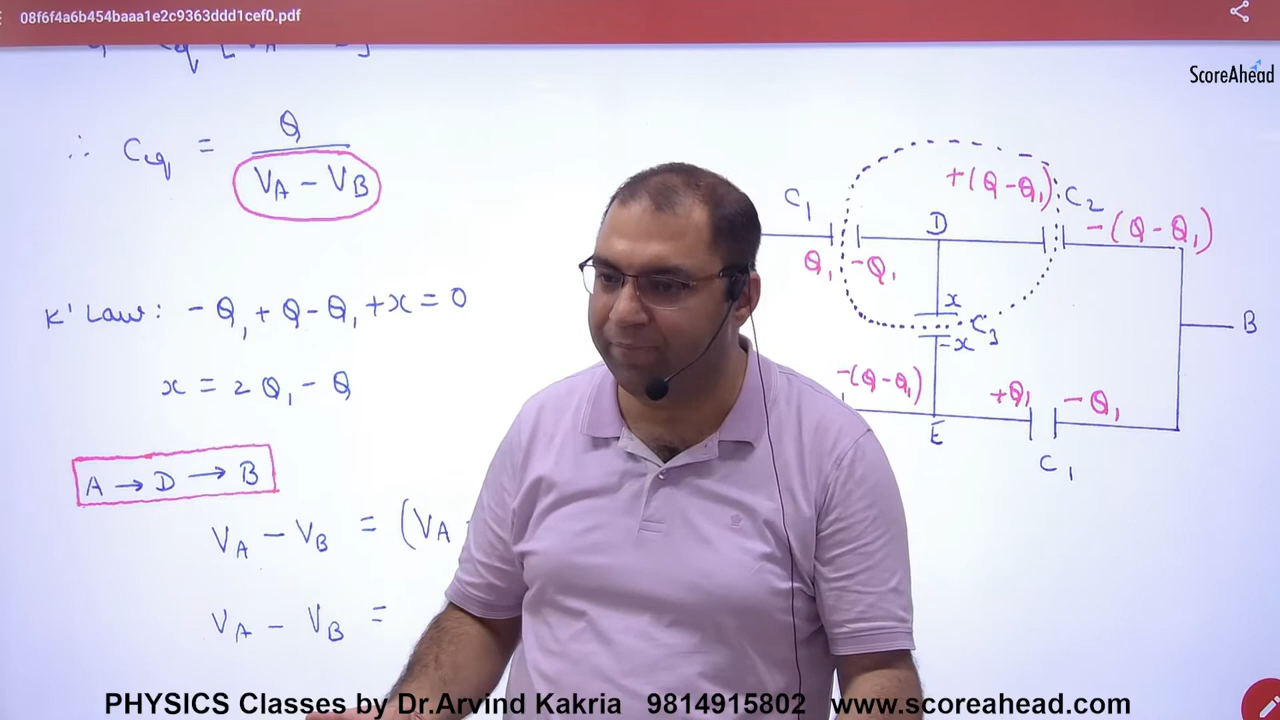 08f6f4a6b454baaa1e2c9363ddd1cef0.pdf
ScoreAhead
∴ Ceq = Q / (VA - VB)
K' Law: - Q1 + Q - Q1 + x = 0
x = 2Q1 - Q
A → D → B
VA - VB = (VA
VA - VB =
C1
+(Q - Q1)
C2
-(Q - Q1)
D
Q1
-Q1
x
C3
-x
B
-(Q - Q1)
+Q1
-Q1
E
C1
PHYSICS Classes by Dr.Arvind Kakria 9814915802 www.scoreahead.com